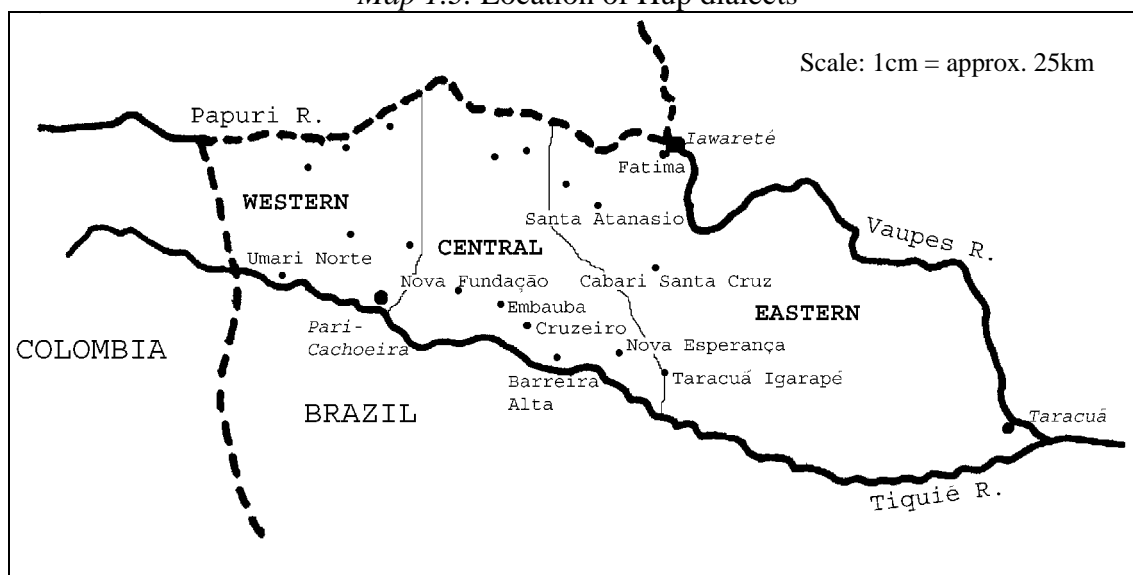 Map 1.3. Location of Hup dialects
Scale: 1cm = approx. 25km
Papuri R.
Iawareté
Fatima
WESTERN
Santa Atanasio
Vaupes R.
CENTRAL
Umari Norte
Nova Fundação
Cabari Santa Cruz
Embauba
EASTERN
Cruzeiro
Pari-
Cachoeira
COLOMBIA
Nova Esperança
Barreira
Alta
Taracuá Igarapé
BRAZIL
Taracuá
Tiquié R.